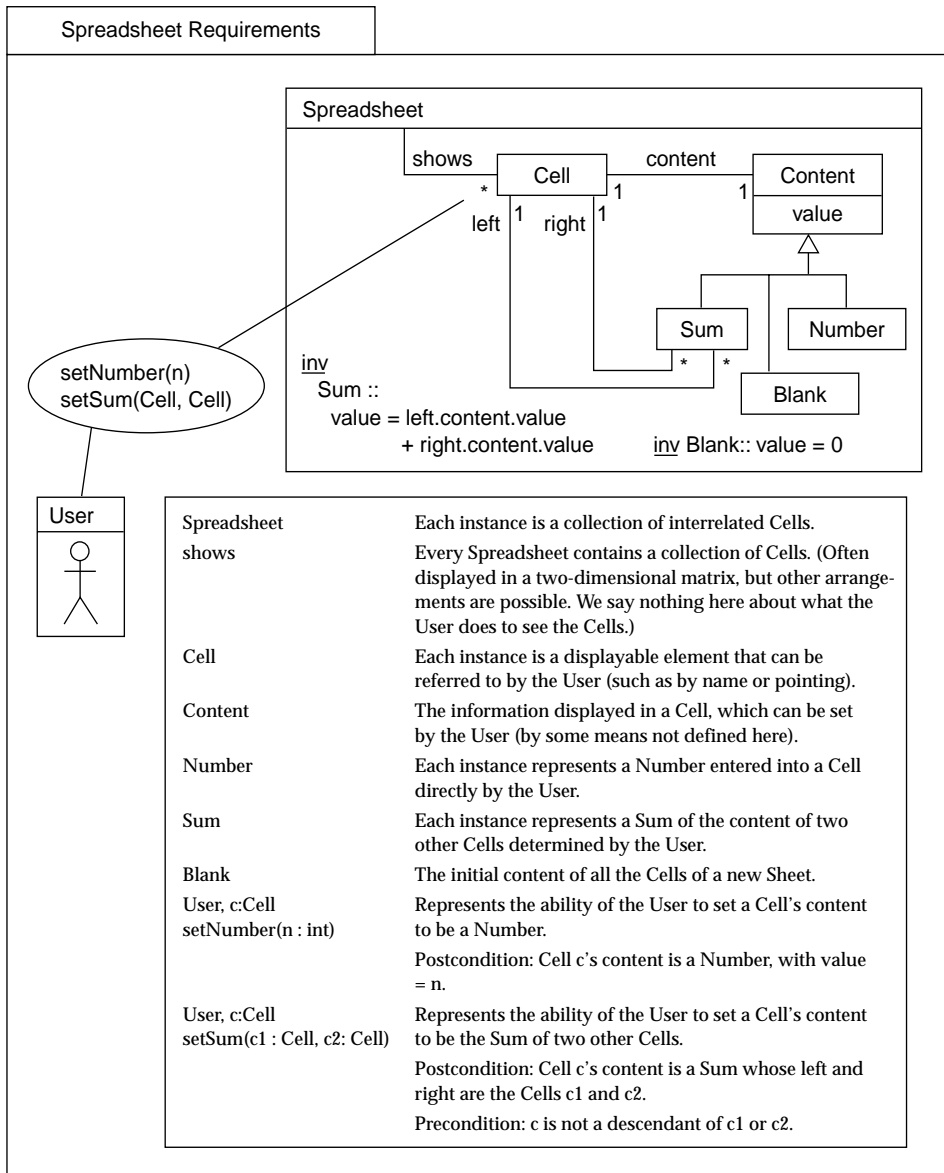 Spreadsheet Requirements
Spreadsheet
shows
Cell
content
Content
value
*
1
1
left
1
right
1
Sum
Number
Blank
*
*
inv
Sum ::
value = left.content.value
+ right.content.value
inv Blank:: value = 0
setNumber(n)
setSum(Cell, Cell)
User
Spreadsheet Each instance is a collection of interrelated Cells.
shows Every Spreadsheet contains a collection of Cells. (Often
displayed in a two-dimensional matrix, but other arrange-
ments are possible. We say nothing here about what the
User does to see the Cells.)
Cell Each instance is a displayable element that can be
referred to by the User (such as by name or pointing).
Content The information displayed in a Cell, which can be set
by the User (by some means not defined here).
Number Each instance represents a Number entered into a Cell
directly by the User.
Sum Each instance represents a Sum of the content of two
other Cells determined by the User.
Blank The initial content of all the Cells of a new Sheet.
User, c:Cell Represents the ability of the User to set a Cell's content
setNumber(n : int) to be a Number.
Postcondition: Cell c's content is a Number, with value
= n.
User, c:Cell Represents the ability of the User to set a Cell's content
setSum(c1 : Cell, c2: Cell) to be the Sum of two other Cells.
Postcondition: Cell c's content is a Sum whose left and
right are the Cells c1 and c2.
Precondition: c is not a descendant of c1 or c2.